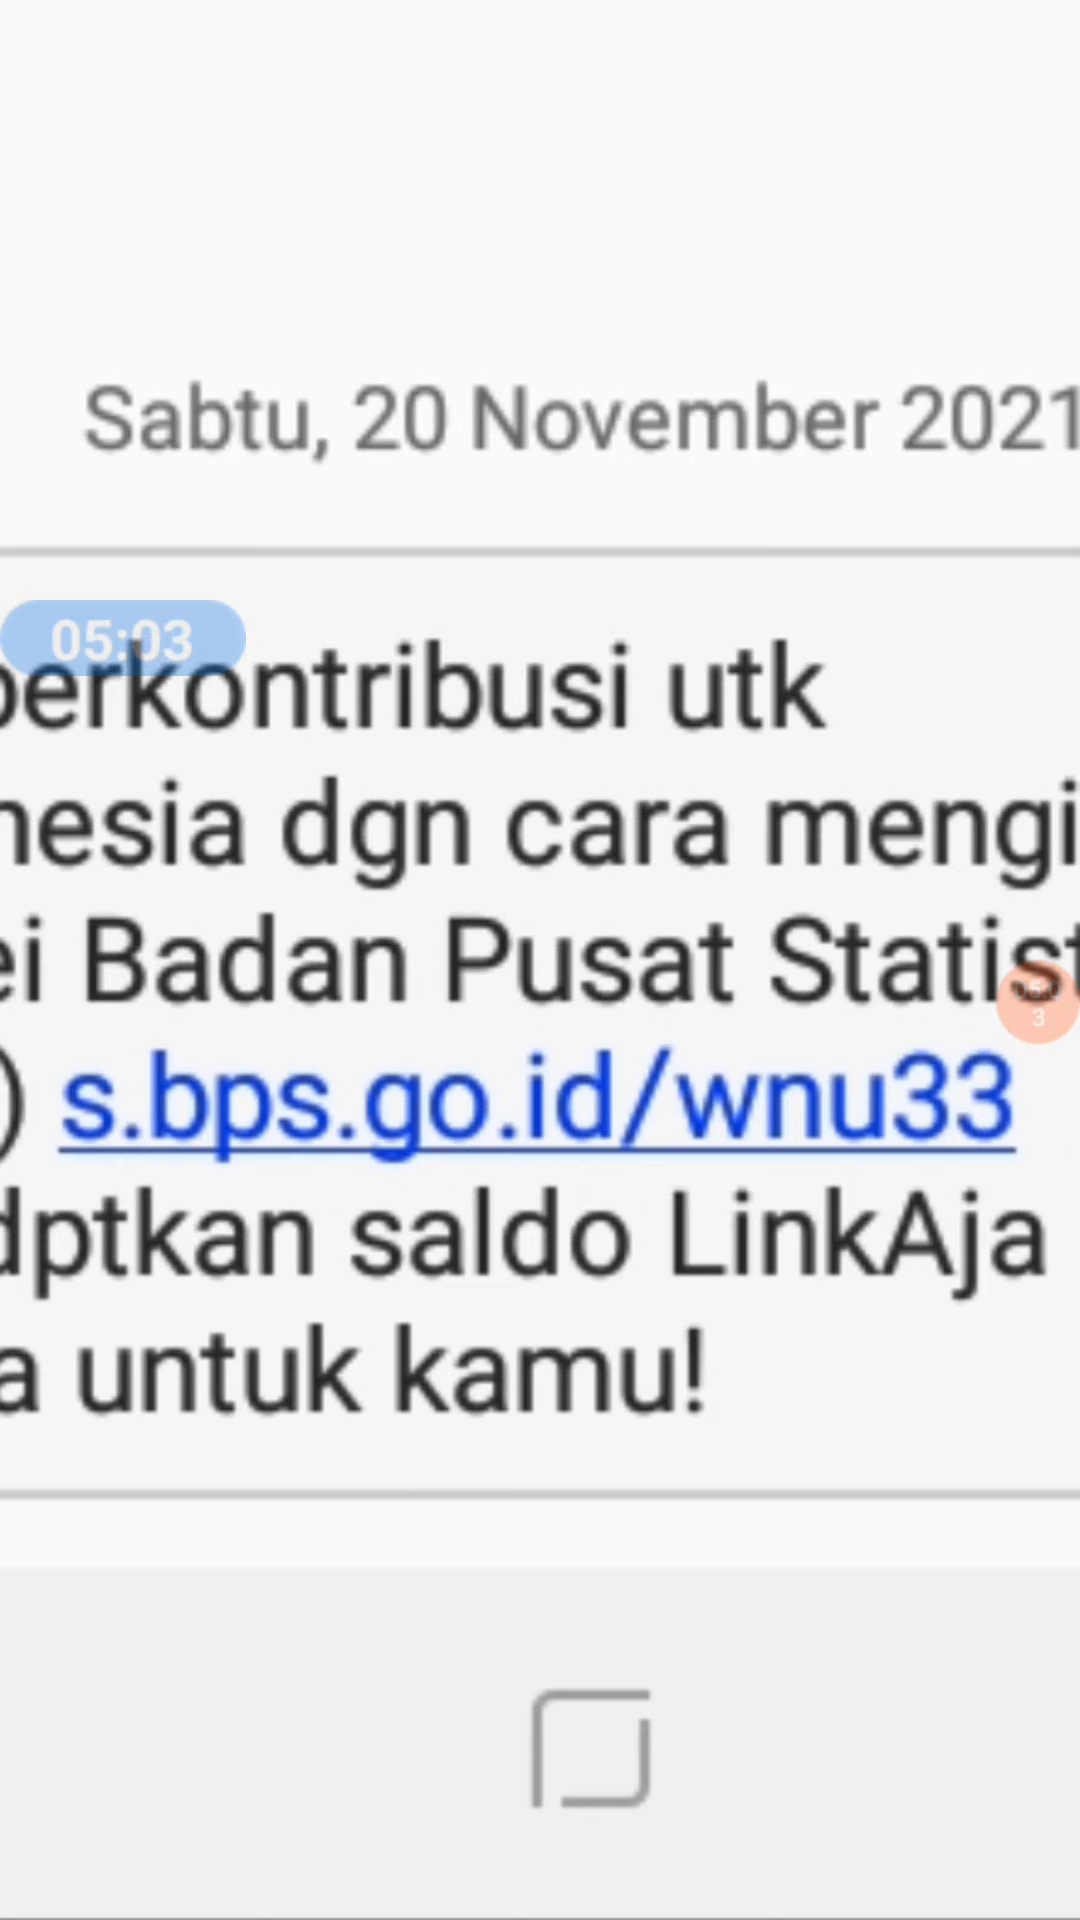 Sabtu, 20 November 2021
05:03
berkontribusi utk
nesia dgn cara mengi
ei Badan Pusat Statist
) s.bps.go.id/wnu33
dptkan saldo LinkAja
a untuk kamu!